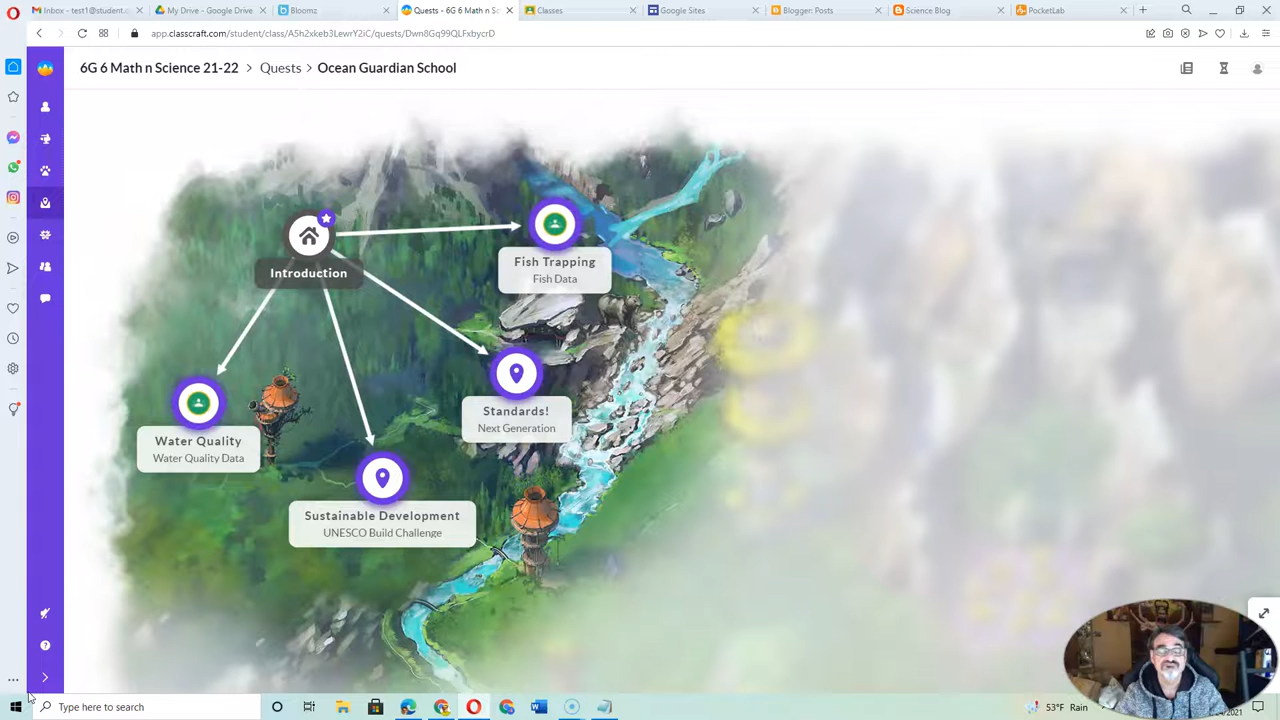 Inbox - test1@student.c
My Drive - Google Drive
Bloomz
Quests - 6G 6 Math n S
Classes
Google Sites
Blogger: Posts
Science Blog
PocketLab
app.classcraft.com/student/class/A5h2xkeb3LewrY2iC/quests/Dwn8Gq99QLFxbycrD
6G 6 Math n Science 21-22 > Quests > Ocean Guardian School
Fish Trapping
Fish Data
Introduction
Standards!
Next Generation
Water Quality
Water Quality Data
Sustainable Development
UNESCO Build Challenge
Type here to search
53°F Rain